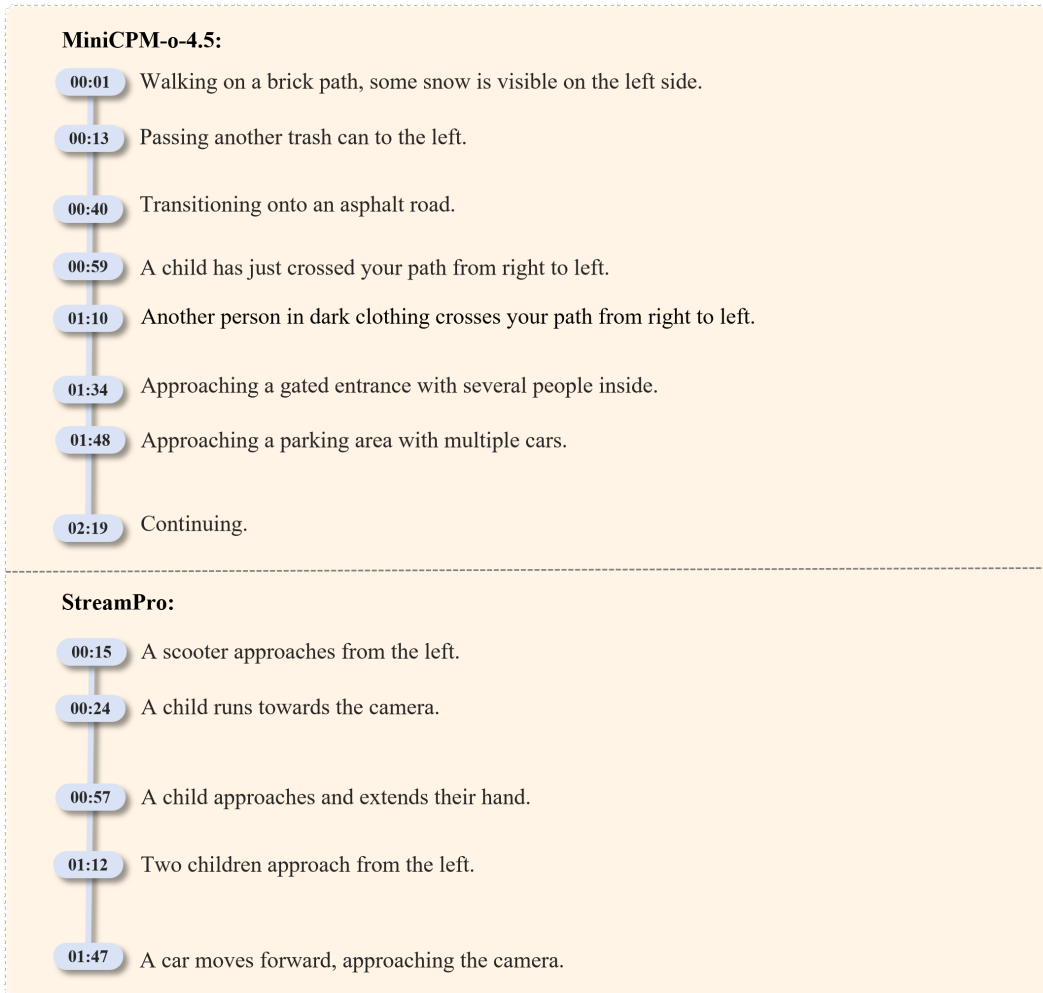 MiniCPM-o-4.5:
00:01 Walking on a brick path, some snow is visible on the left side.
00:13 Passing another trash can to the left.
00:40 Transitioning onto an asphalt road.
00:59 A child has just crossed your path from right to left.
01:10 Another person in dark clothing crosses your path from right to left.
01:34 Approaching a gated entrance with several people inside.
01:48 Approaching a parking area with multiple cars.
02:19 Continuing.
StreamPro:
00:15 A scooter approaches from the left.
00:24 A child runs towards the camera.
00:57 A child approaches and extends their hand.
01:12 Two children approach from the left.
01:47 A car moves forward, approaching the camera.